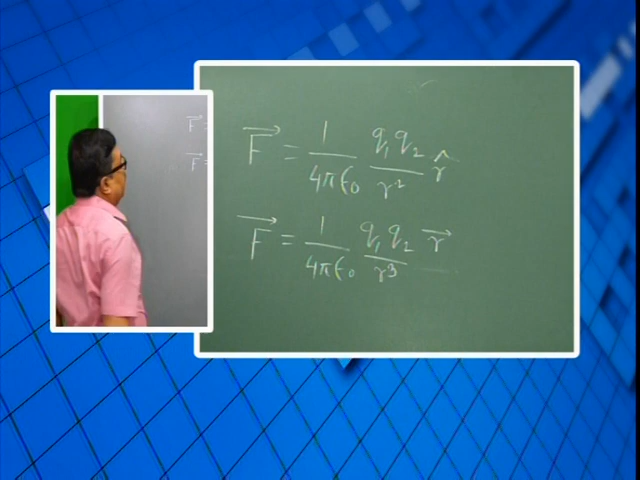 F⃗ = 1/4πϵ₀ q₁q₂/r² r̂
F⃗ = 1/4πϵ₀ q₁q₂/r³ r⃗
F⃗ =
F⃗ =